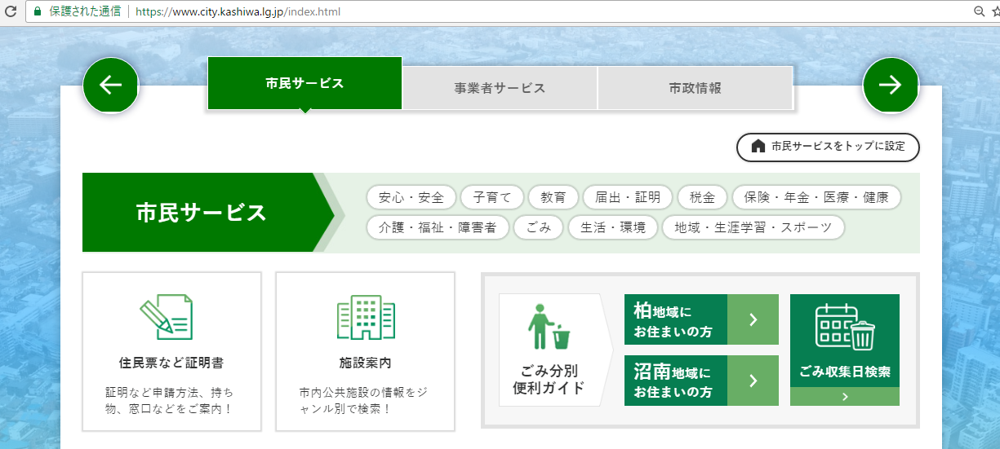 保護された通信 | https://www.city.kashiwa.lg.jp/index.html
市民サービス 事業者サービス 市政情報
市民サービスをトップに設定
市民サービス
安心・安全 子育て 教育 届出・証明 税金 保険・年金・医療・健康
介護・福祉・障害者 ごみ 生活・環境 地域・生涯学習・スポーツ
住民票など証明書
証明など申請方法、持ち
物、窓口などをご案内！
施設案内
市内公共施設の情報をジ
ャンル別で検索！
ごみ分別
便利ガイド
柏地域に
お住まいの方
沼南地域に
お住まいの方
ごみ収集日検索